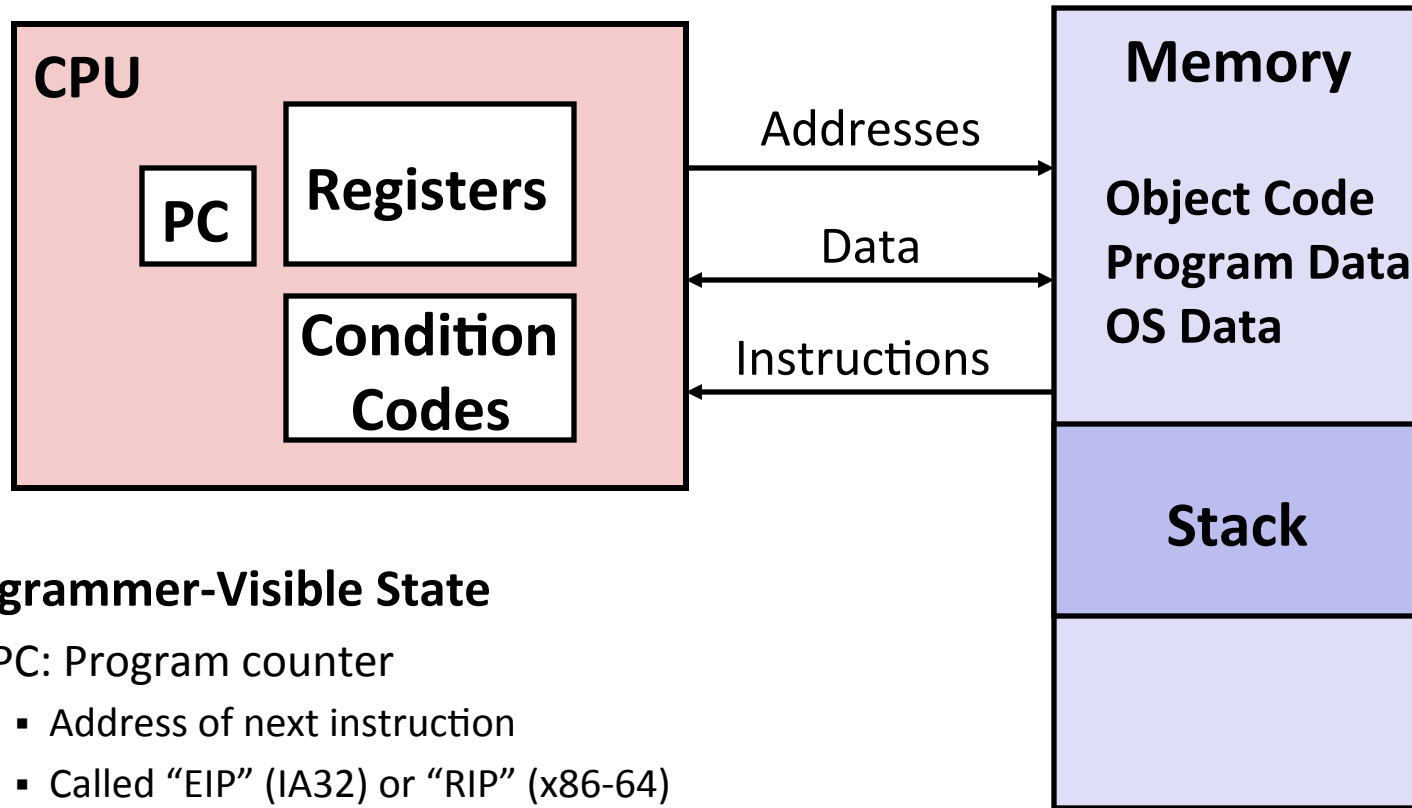 CPU
PC
Registers
Condition
Codes
Addresses
Data
Instructions
Memory
Object Code
Program Data
OS Data
Stack
grammer-Visible State
PC: Program counter
▪ Address of next instruction
▪ Called “EIP” (IA32) or “RIP” (x86-64)